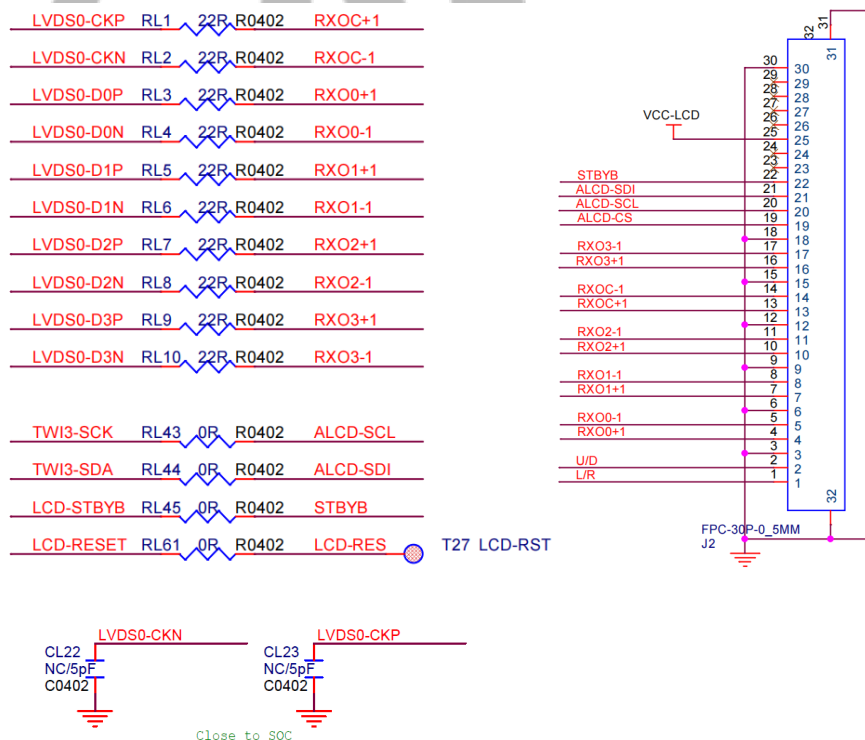 LVDS0-CKP RL1 22R R0402 RXOC+1
LVDS0-CKN RL2 22R R0402 RXOC-1
LVDS0-D0P RL3 22R R0402 RXO0+1
LVDS0-D0N RL4 22R R0402 RXO0-1
LVDS0-D1P RL5 22R R0402 RXO1+1
LVDS0-D1N RL6 22R R0402 RXO1-1
LVDS0-D2P RL7 22R R0402 RXO2+1
LVDS0-D2N RL8 22R R0402 RXO2-1
LVDS0-D3P RL9 22R R0402 RXO3+1
LVDS0-D3N RL10 22R R0402 RXO3-1
TWI3-SCK RL43 0R R0402 ALCD-SCL
TWI3-SDA RL44 0R R0402 ALCD-SDI
LCD-STBYB RL45 0R R0402 STBYB
LCD-RESET RL61 0R R0402 LCD-RES T27 LCD-RST
LVDS0-CKN
CL22
NC/5pF
C0402
LVDS0-CKP
CL23
NC/5pF
C0402
Close to SOC
32 31
31
30 30
29 29
28 28
27 27
26 26
VCC-LCD
25 25
24 24
23 23
STBYB 22 22
ALCD-SDI 21 21
ALCD-SCL 20 20
ALCD-CS 19 19
18 18
RXO3-1 17 17
RXO3+1 16 16
15 15
RXOC-1 14 14
RXOC+1 13 13
12 12
RXO2-1 11 11
RXO2+1 10 10
9 9
RXO1-1 8 8
RXO1+1 7 7
6 6
RXO0-1 5 5
RXO0+1 4 4
3 3
U/D 2 2
L/R 1 1
32
FPC-30P-0_5MM
J2